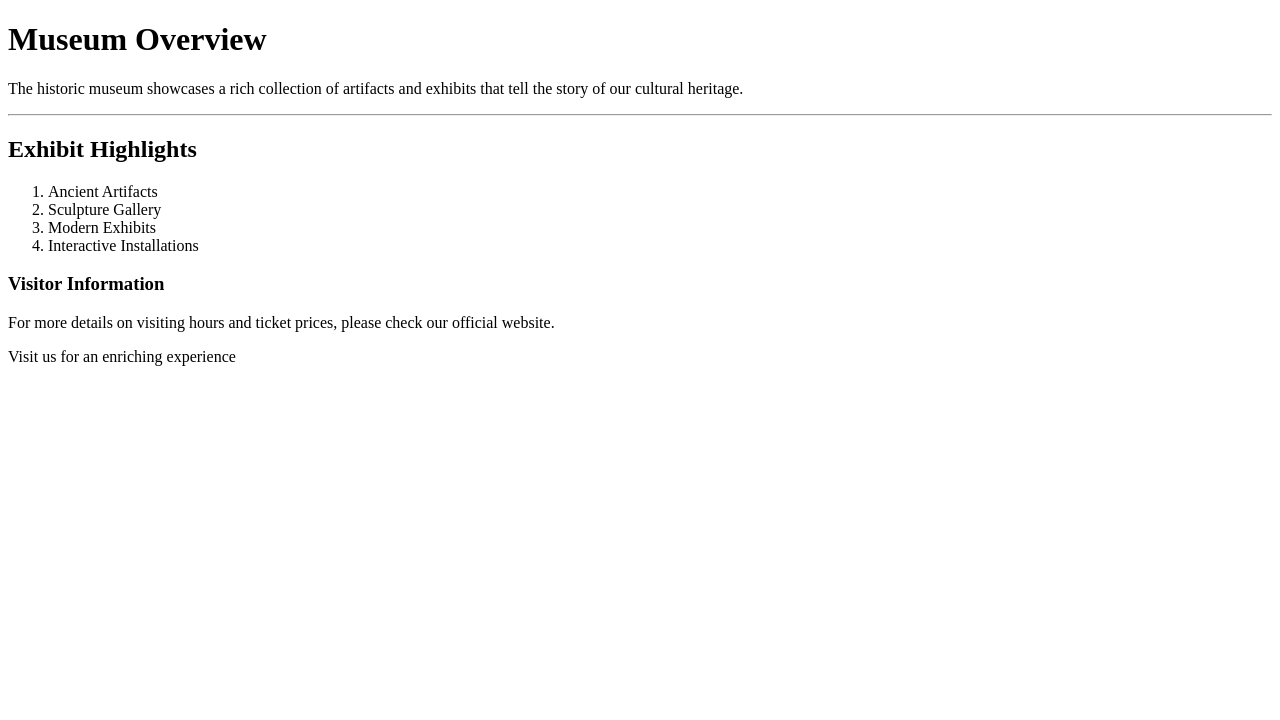 Museum Overview
The historic museum showcases a rich collection of artifacts and exhibits that tell the story of our cultural heritage.
Exhibit Highlights
1. Ancient Artifacts
2. Sculpture Gallery
3. Modern Exhibits
4. Interactive Installations
Visitor Information
For more details on visiting hours and ticket prices, please check our official website.
Visit us for an enriching experience